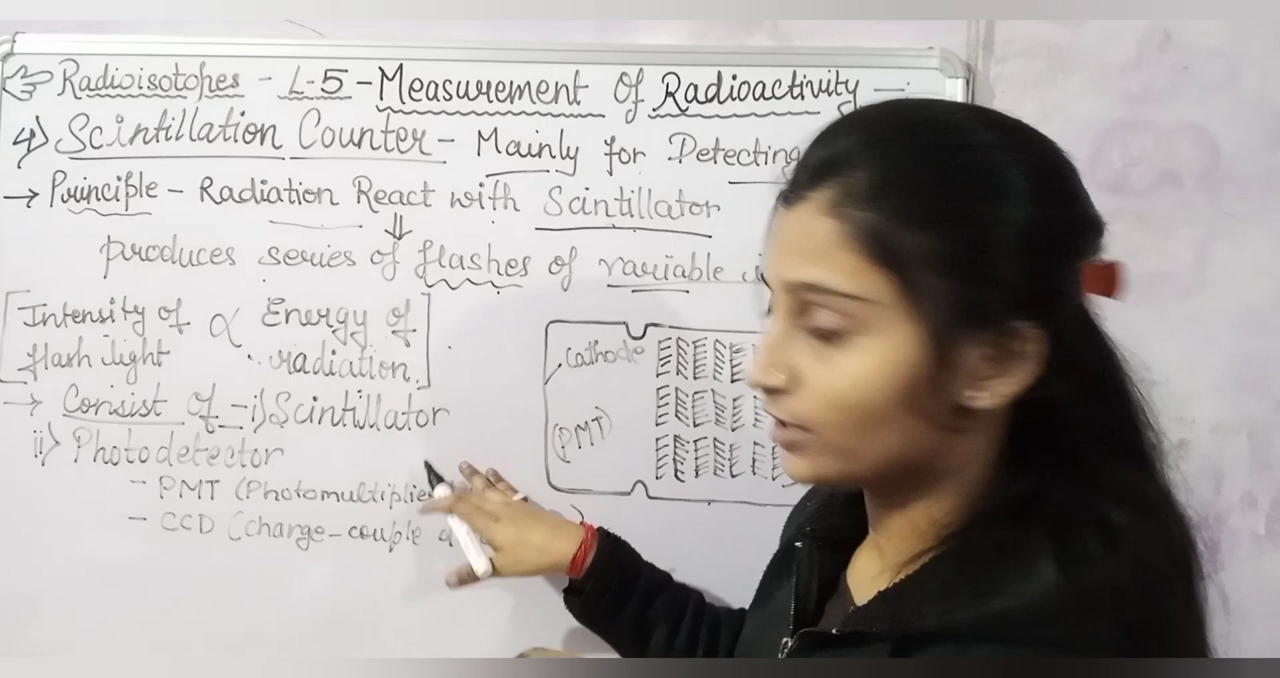 Radioisotopes - L-5 - Measurement Of Radioactivity -
4) Scintillation Counter - Mainly for Detecting
→ Principle - Radiation React with Scintillator
⇓
produces series of flashes of variable
[Intensity of flash light ∝ Energy of radiation.]
→ Consist of - i) Scintillator
ii) Photodetector
- PMT (Photomultiplie
- CCD (charge-couple d
Cathode
(PMT)